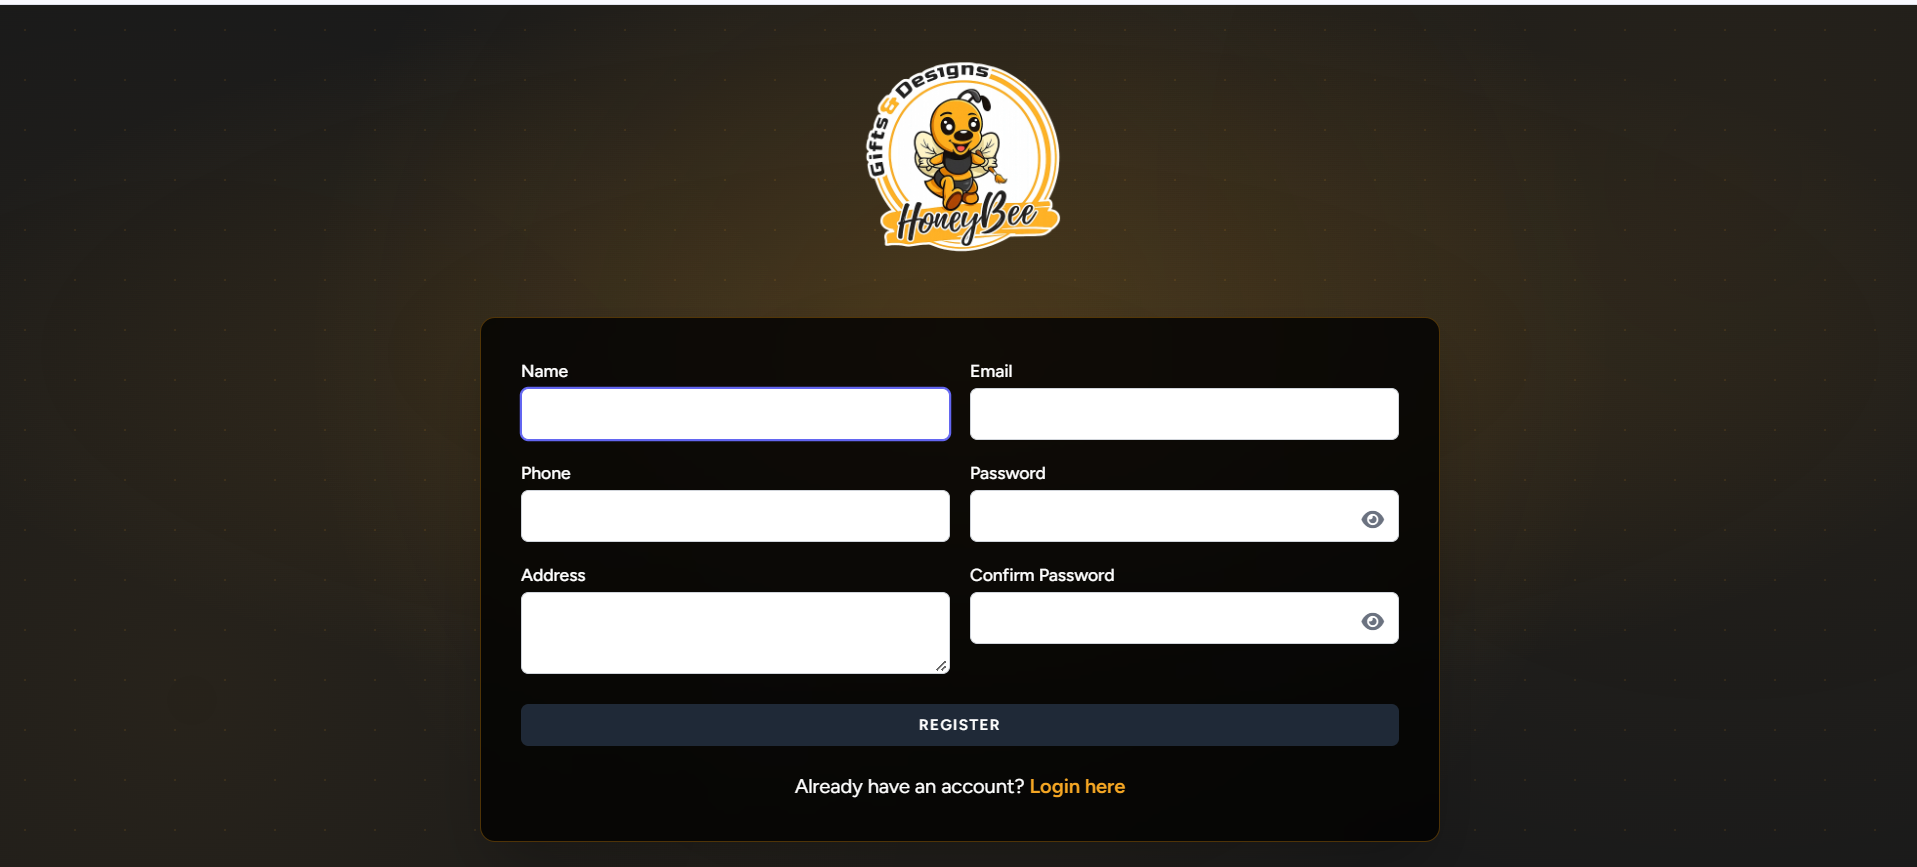 Gifts & Designs
HoneyBee
Name
Email
Phone
Password
Address
Confirm Password
REGISTER
Already have an account? Login here